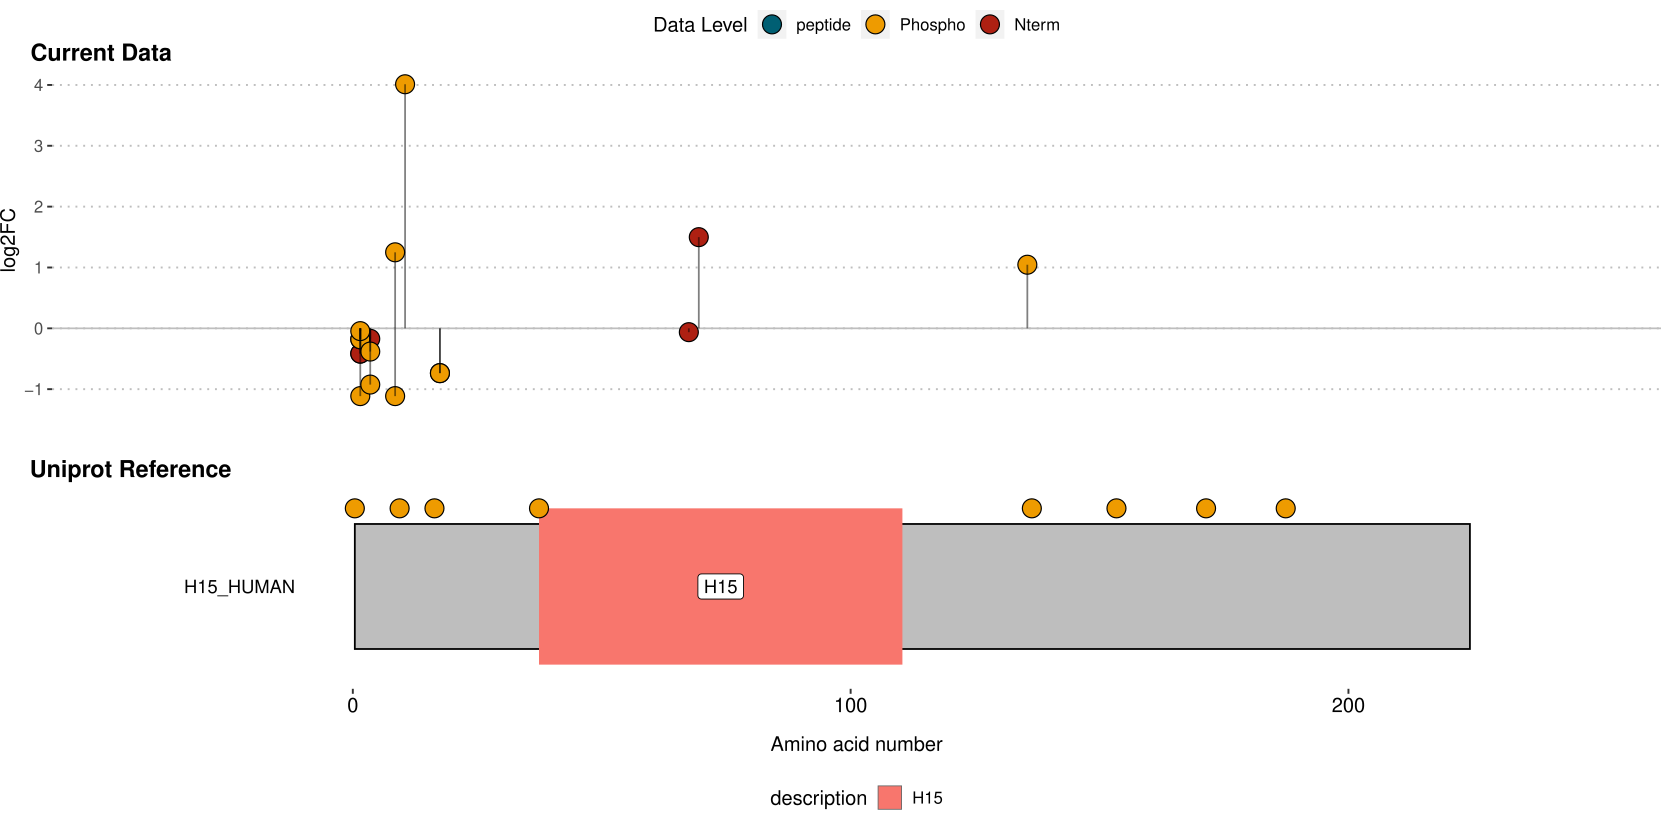 Data Level peptide Phospho Nterm
Current Data
4
3
2
1
0
−1
log2FC
Uniprot Reference
H15_HUMAN
H15
0 100 200
Amino acid number
description H15